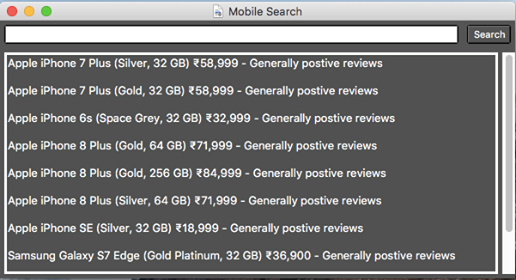 Mobile Search
Search
Apple iPhone 7 Plus (Silver, 32 GB) ₹58,999 - Generally postive reviews
Apple iPhone 7 Plus (Gold, 32 GB) ₹58,999 - Generally postive reviews
Apple iPhone 6s (Space Grey, 32 GB) ₹32,999 - Generally postive reviews
Apple iPhone 8 Plus (Gold, 64 GB) ₹71,999 - Generally postive reviews
Apple iPhone 8 Plus (Gold, 256 GB) ₹84,999 - Generally postive reviews
Apple iPhone 8 Plus (Silver, 64 GB) ₹71,999 - Generally postive reviews
Apple iPhone SE (Silver, 32 GB) ₹18,999 - Generally postive reviews
Samsung Galaxy S7 Edge (Gold Platinum, 32 GB) ₹36,900 - Generally postive reviews